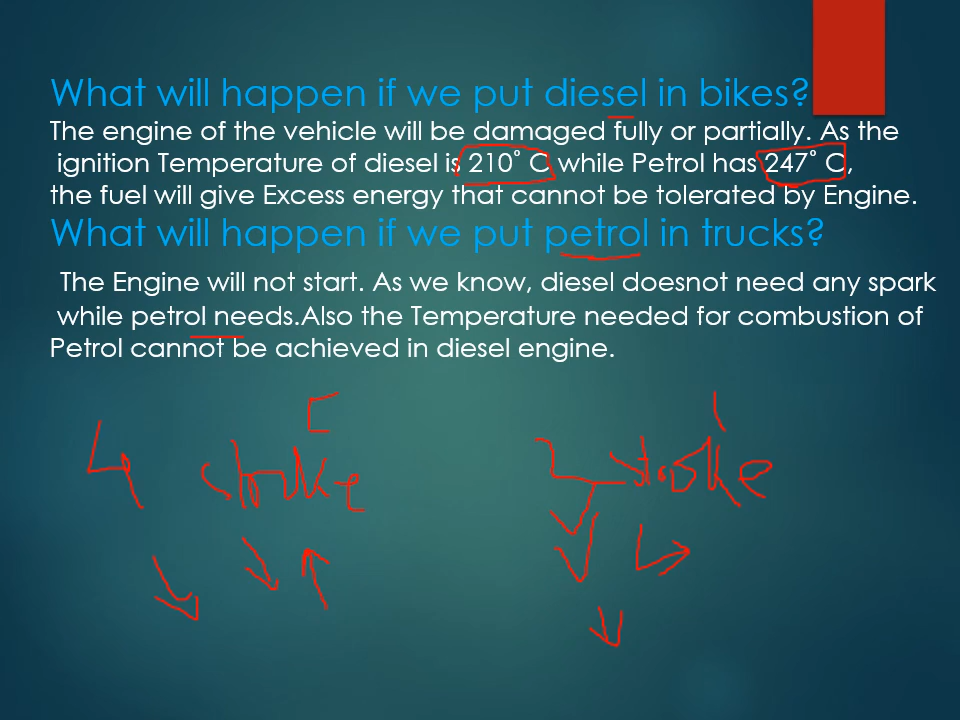 What will happen if we put diesel in bikes?
The engine of the vehicle will be damaged fully or partially. As the
ignition Temperature of diesel is 210° C while Petrol has 247° C,
the fuel will give Excess energy that cannot be tolerated by Engine.
What will happen if we put petrol in trucks?
The Engine will not start. As we know, diesel doesnot need any spark
while petrol needs.Also the Temperature needed for combustion of
Petrol cannot be achieved in diesel engine.
4 stroke 2 stroke